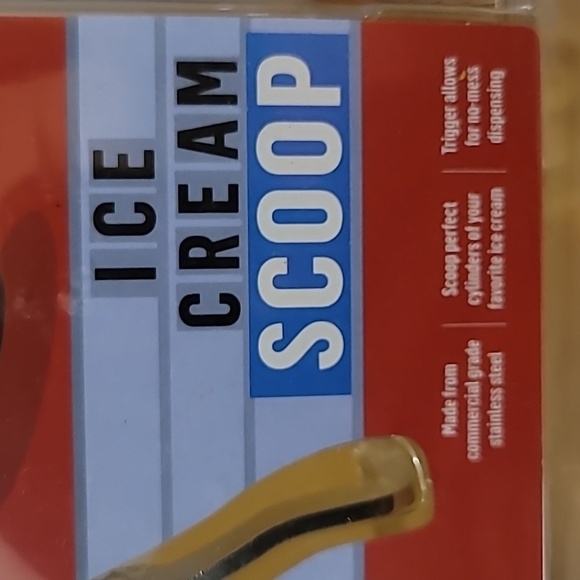 ICE
CREAM
SCOOP
Made from
commercial grade
stainless steel
Scoop perfect
cylinders of your
favorite ice cream
Trigger allows
for no-mess
dispensing